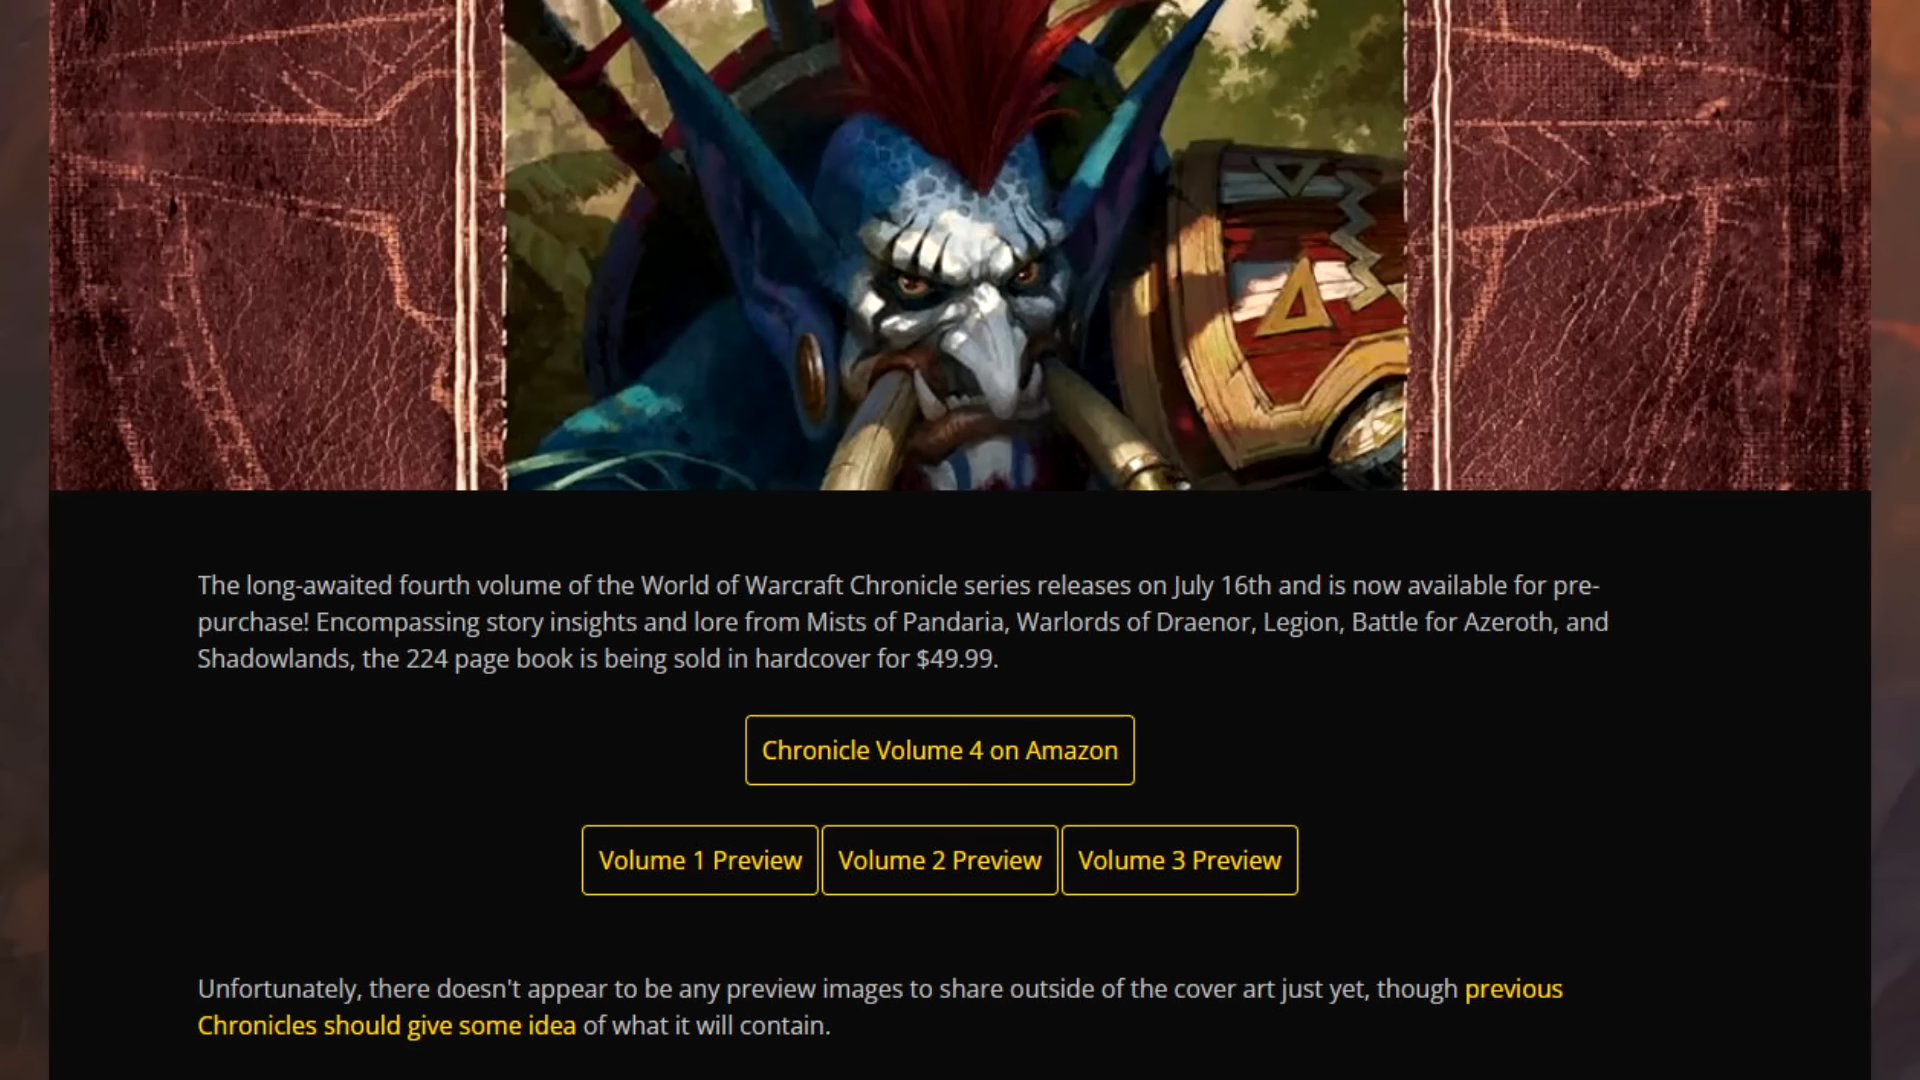 The long-awaited fourth volume of the World of Warcraft Chronicle series releases on July 16th and is now available for pre-
purchase! Encompassing story insights and lore from Mists of Pandaria, Warlords of Draenor, Legion, Battle for Azeroth, and
Shadowlands, the 224 page book is being sold in hardcover for $49.99.
Chronicle Volume 4 on Amazon
Volume 1 Preview Volume 2 Preview Volume 3 Preview
Unfortunately, there doesn't appear to be any preview images to share outside of the cover art just yet, though previous
Chronicles should give some idea of what it will contain.